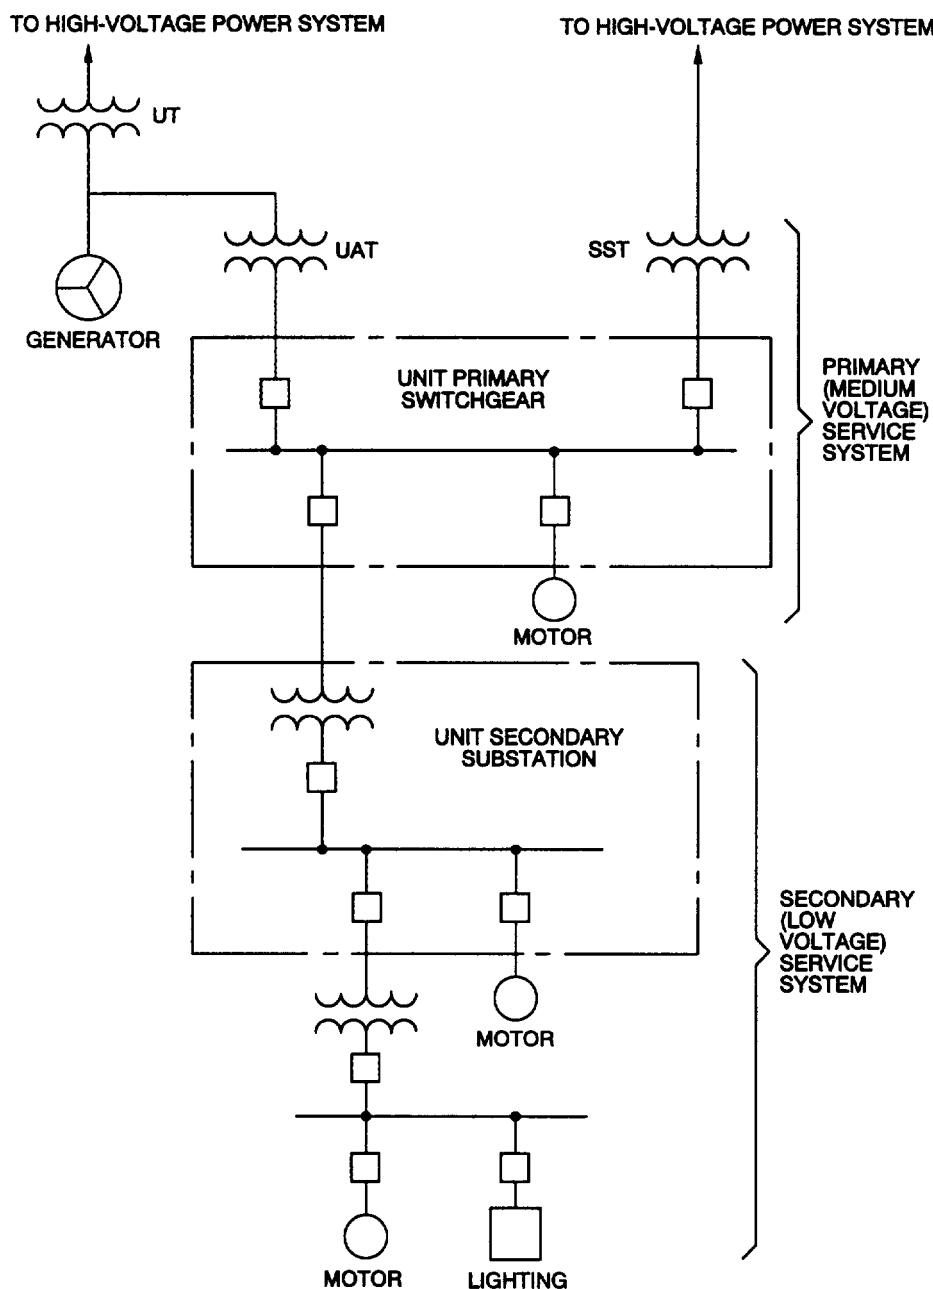 TO HIGH-VOLTAGE POWER SYSTEM
TO HIGH-VOLTAGE POWER SYSTEM
UT
UAT
SST
GENERATOR
UNIT PRIMARY
SWITCHGEAR
PRIMARY
(MEDIUM
VOLTAGE)
SERVICE
SYSTEM
MOTOR
UNIT SECONDARY
SUBSTATION
SECONDARY
(LOW
VOLTAGE)
SERVICE
SYSTEM
MOTOR
MOTOR
LIGHTING